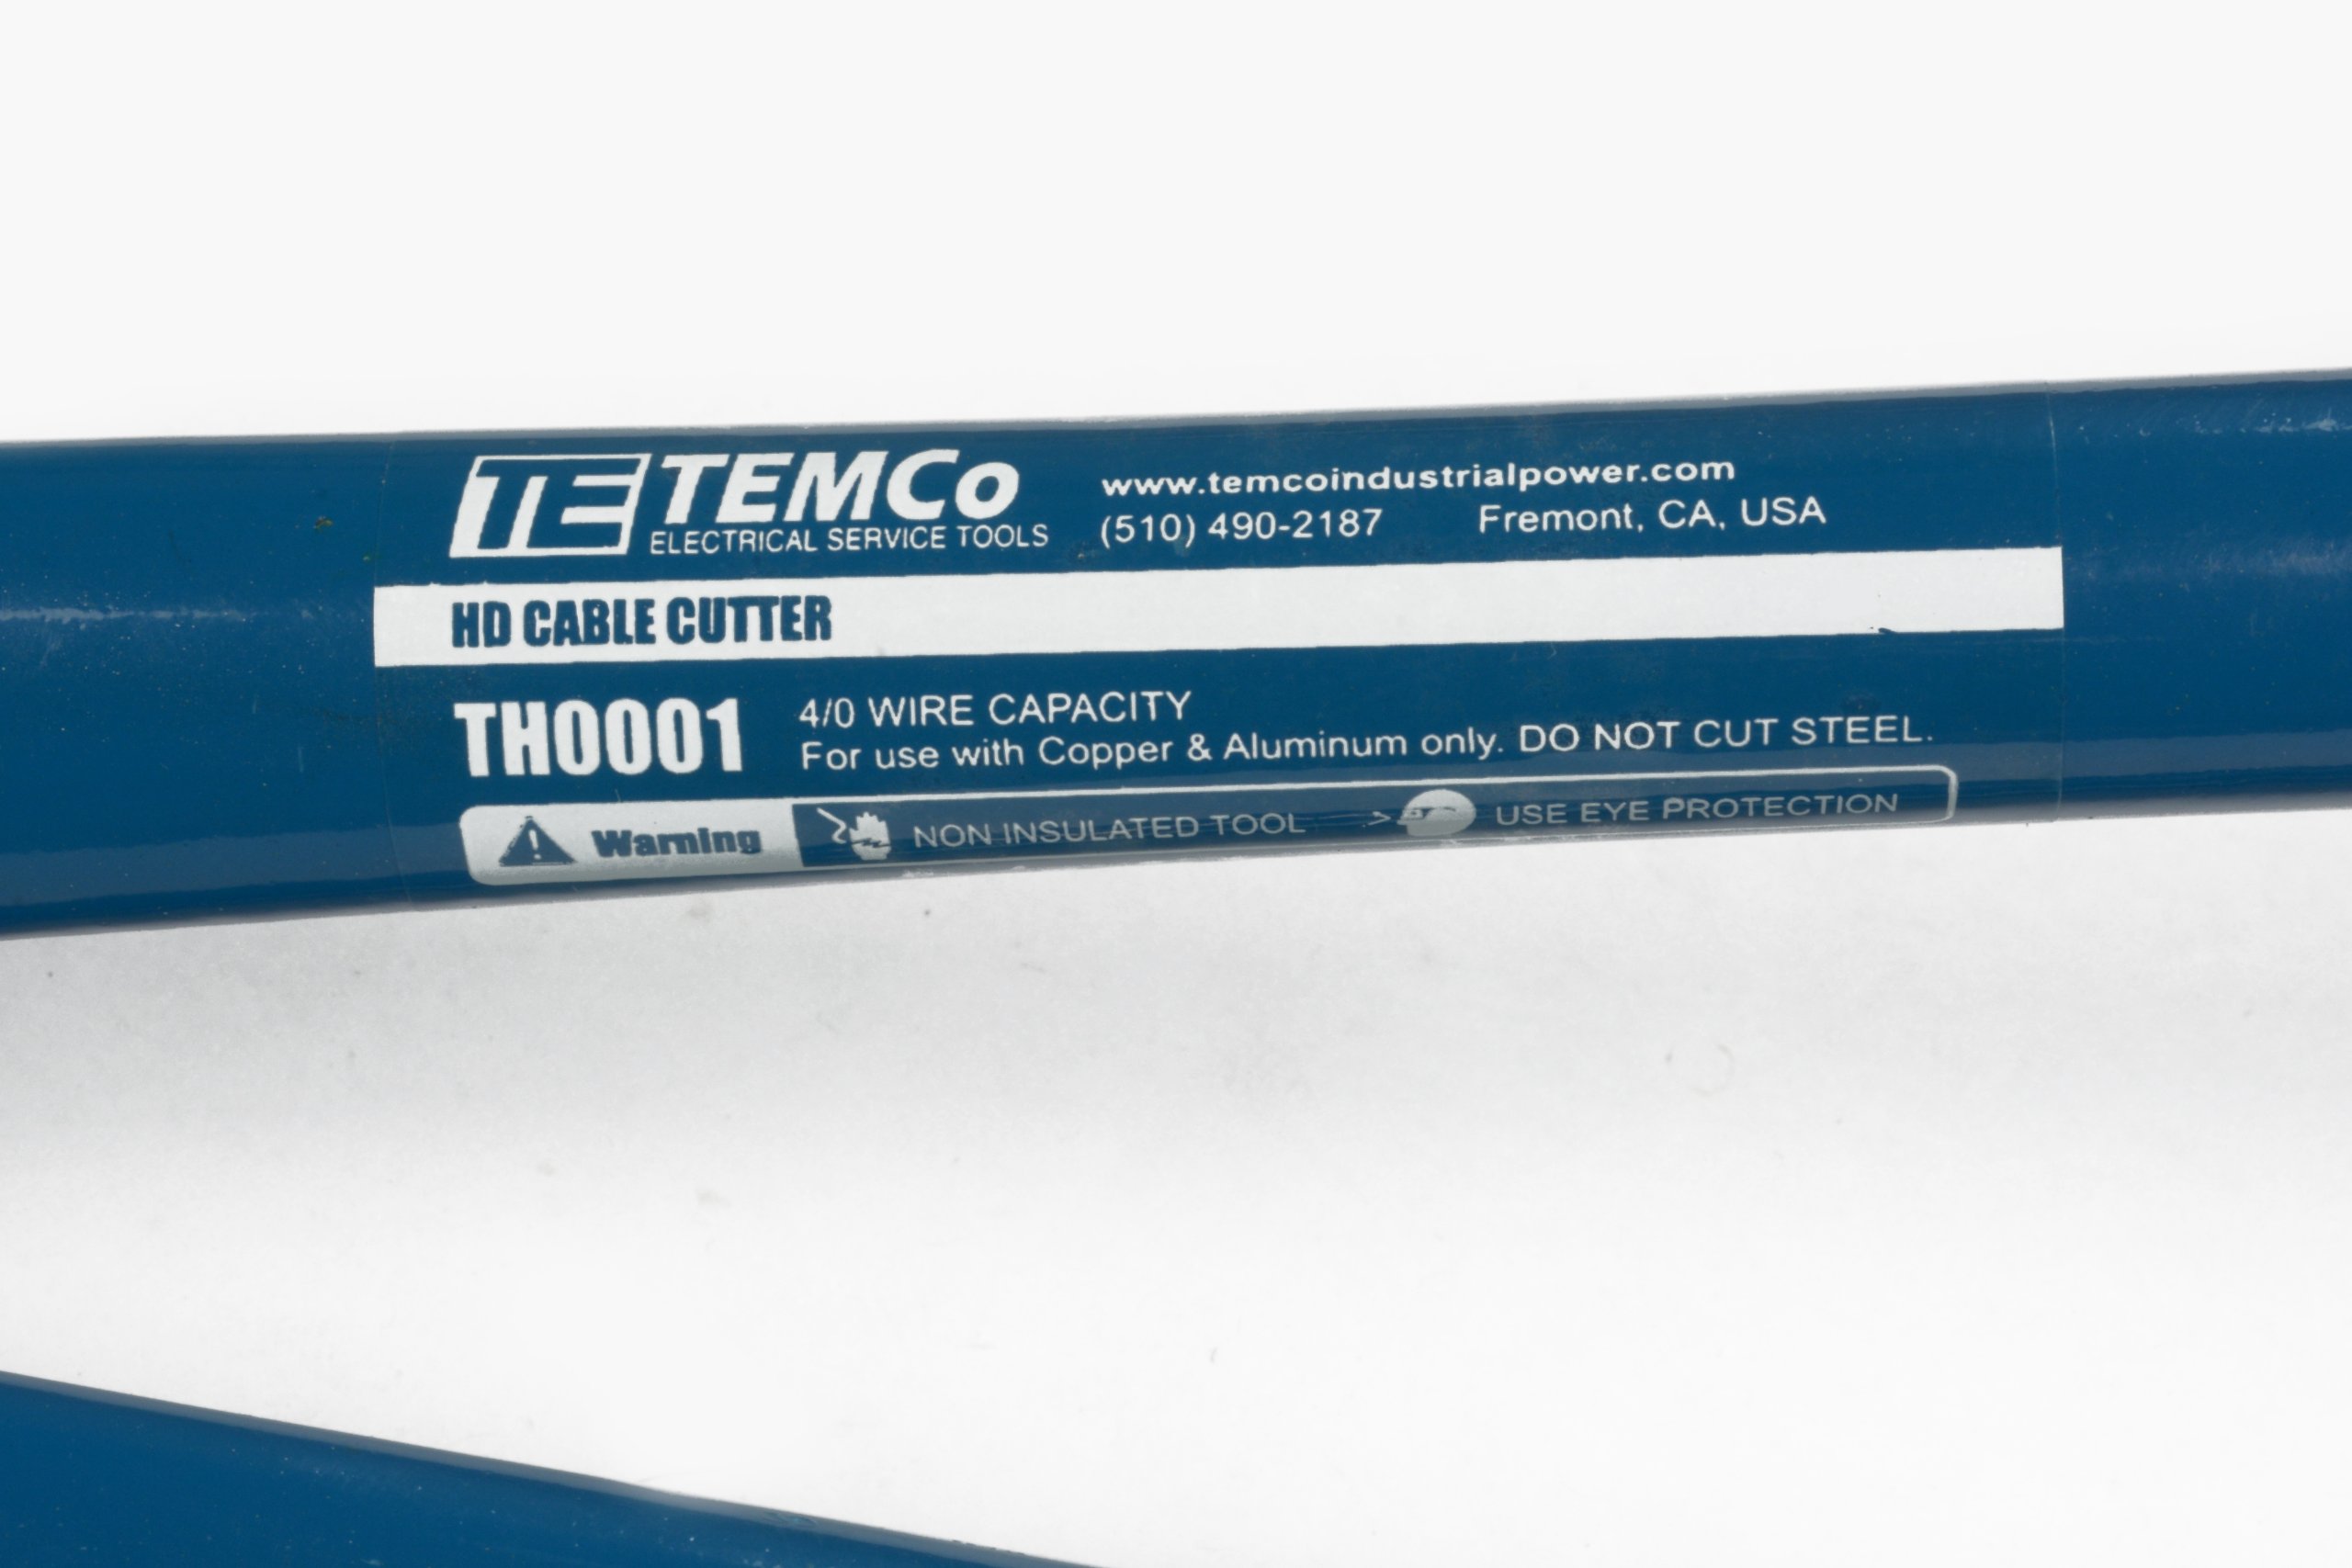 TE TEMCo
ELECTRICAL SERVICE TOOLS
www.temcoindustrialpower.com
(510) 490-2187 Fremont, CA, USA
HD CABLE CUTTER
TH0001
4/0 WIRE CAPACITY
For use with Copper & Aluminum only. DO NOT CUT STEEL.
Warning NON INSULATED TOOL USE EYE PROTECTION